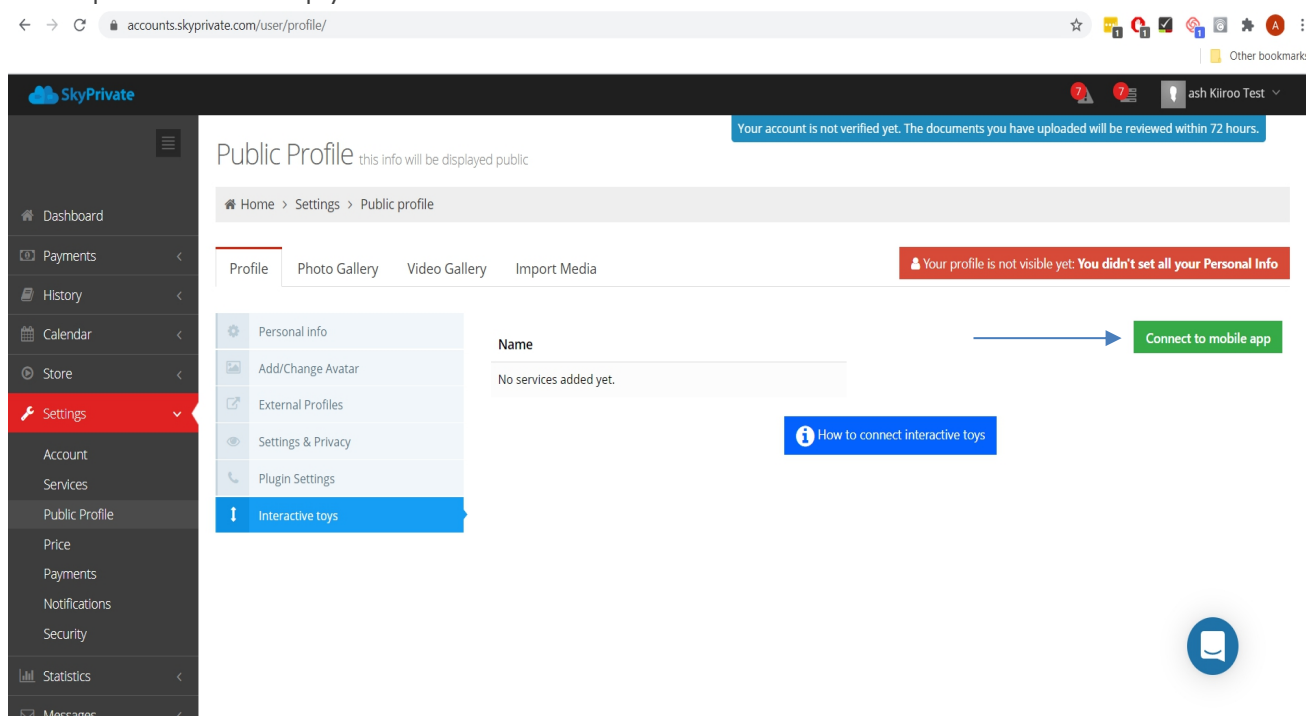 accounts.skyprivate.com/user/profile/
1 1 A
Other bookmarks
SkyPrivate
7 7 ash Kiiroo Test
Your account is not verified yet. The documents you have uploaded will be reviewed within 72 hours.
Public Profile this info will be displayed public
Home > Settings > Public profile
Dashboard
Payments
History
Calendar
Store
Settings
Account
Services
Public Profile
Price
Payments
Notifications
Security
Statistics
Messages
Profile Photo Gallery Video Gallery Import Media
Your profile is not visible yet: You didn't set all your Personal Info
Personal info
Add/Change Avatar
External Profiles
Settings & Privacy
Plugin Settings
Interactive toys
Name
No services added yet.
Connect to mobile app
How to connect interactive toys